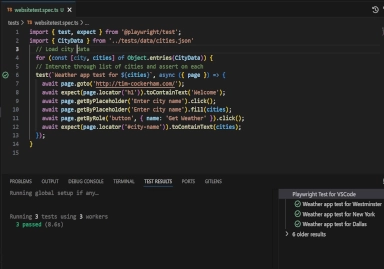 websitetest.spec.ts U
tests > websitetest.spec.ts > ...
1 import { test, expect } from '@playwright/test';
2 import { CityData } from '../tests/data/cities.json'
3 // Load city data
4 for (const [city, cities] of Object.entries(CityData)) {
5 // Interate through list of cities and assert on each
6 test(`Weather app test for ${cities}`, async ({ page }) => {
7 await page.goto('http://tim-cockerham.com/');
8 await expect(page.locator("h1")).toContainText('Welcome');
9 await page.getByPlaceholder('Enter city name').click();
10 await page.getByPlaceholder('Enter city name').fill(cities);
11 await page.getByRole('button', { name: 'Get Weather' }).click();
12 await expect(page.locator("#city-name")).toContainText(cities);
13 });
14 }
15
PROBLEMS OUTPUT DEBUG CONSOLE TERMINAL TEST RESULTS PORTS GITLENS
Running global setup if any…
Running 3 tests using 3 workers
3 passed (8.6s)
Playwright Test for VSCode
Weather app test for Westminster
Weather app test for New York
Weather app test for Dallas
6 older results